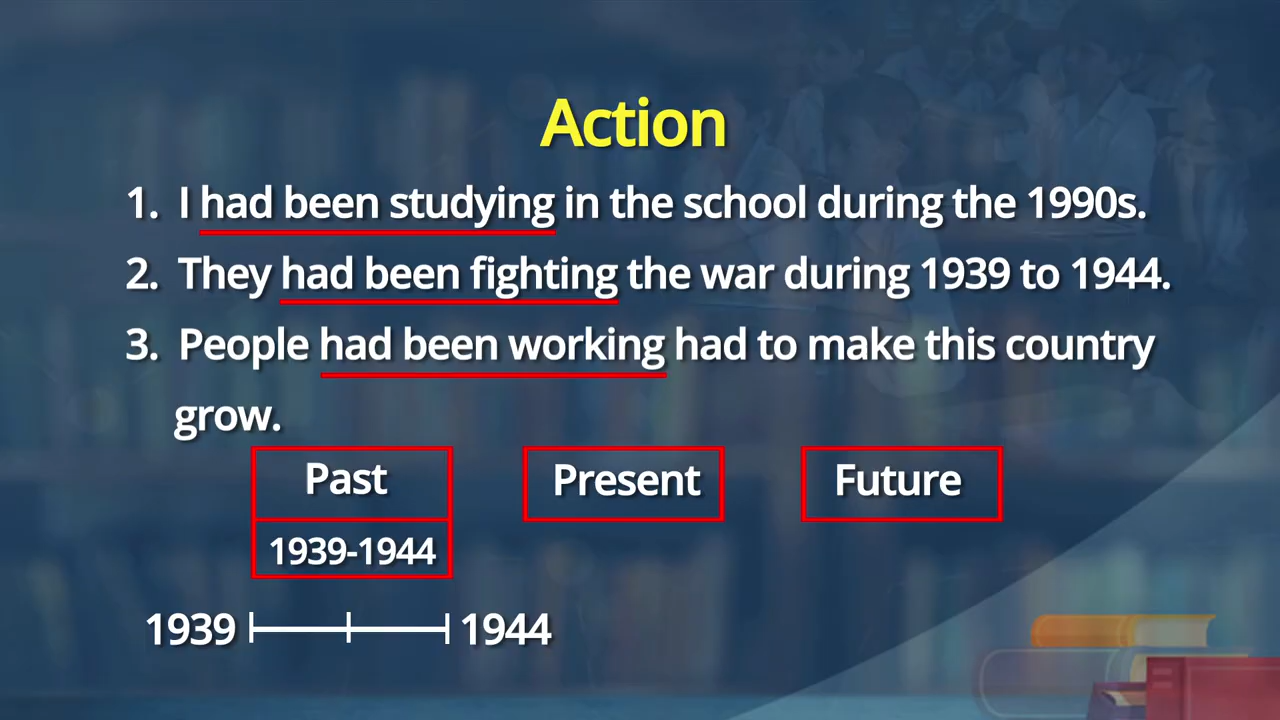 Action
1. I had been studying in the school during the 1990s.
2. They had been fighting the war during 1939 to 1944.
3. People had been working had to make this country
grow.
Past Present Future
1939-1944
1939 1944